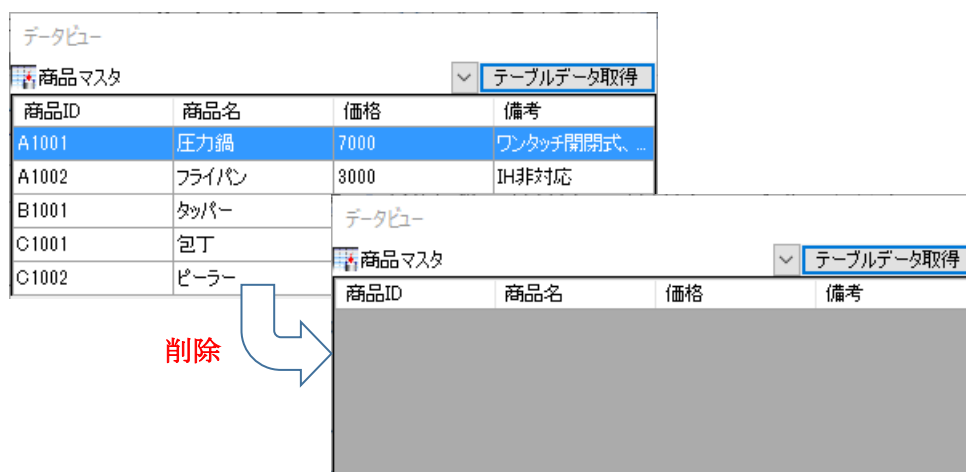 データビュー
商品マスタ テーブルデータ取得
商品ID 商品名 価格 備考
A1001 圧力鍋 7000 ワンタッチ開閉式、...
A1002 フライパン 3000 IH非対応
B1001 タッパー
C1001 包丁
C1002 ピーラー
削除
データビュー
商品マスタ テーブルデータ取得
商品ID 商品名 価格 備考